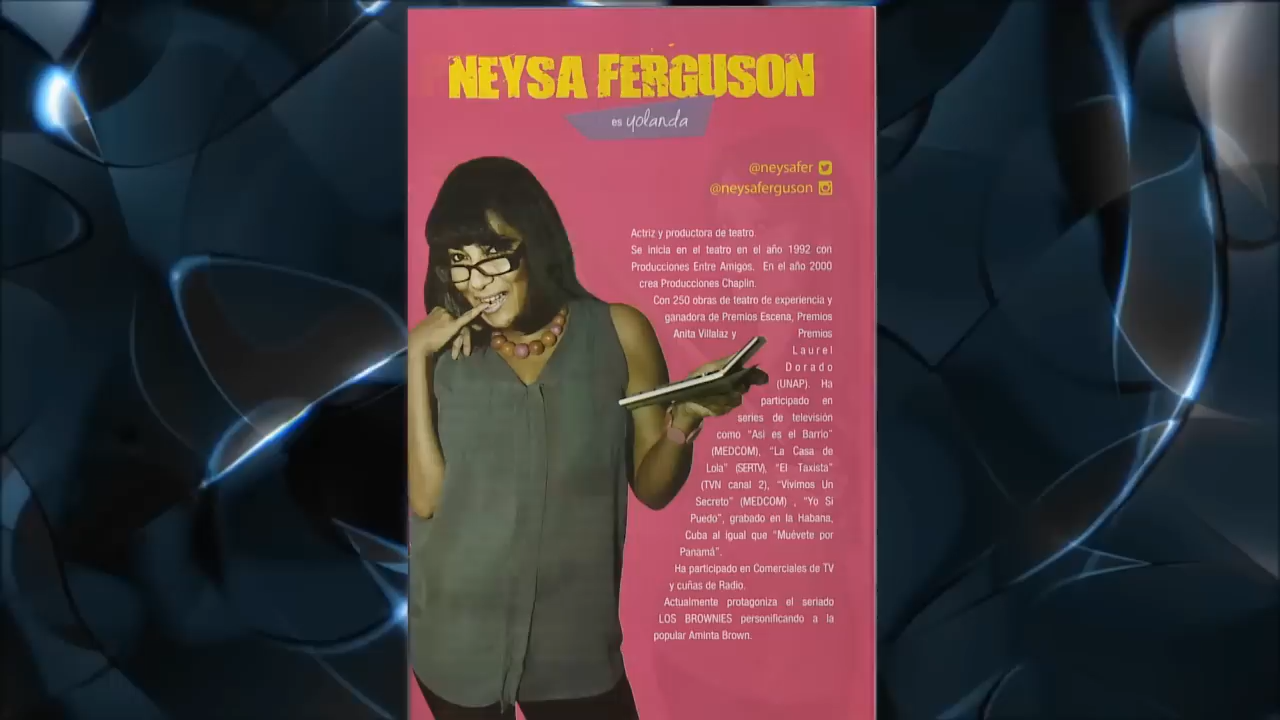 NEYSA FERGUSON
es yolanda
@neysafer
@neysaferguson
Actriz y productora de teatro.
Se inicia en el teatro en el año 1992 con
Producciones Entre Amigos. En el año 2000
crea Producciones Chaplin.
Con 250 obras de teatro de experiencia y
ganadora de Premios Escena, Premios
Anita Villalaz y Premios
Laurel
Dorado
(UNAP). Ha
participado en
series de televisión
como "Asi es el Barrio"
(MEDCOM), "La Casa de
Lola" (SERTV), "El Taxista"
(TVN canal 2), "Vivimos Un
Secreto" (MEDCOM) , "Yo Si
Puedo", grabado en la Habana,
Cuba al igual que "Muévete por
Panamá".
Ha participado en Comerciales de TV
y cuñas de Radio.
Actualmente protagoniza el seriado
LOS BROWNIES personificando a la
popular Aminta Brown.